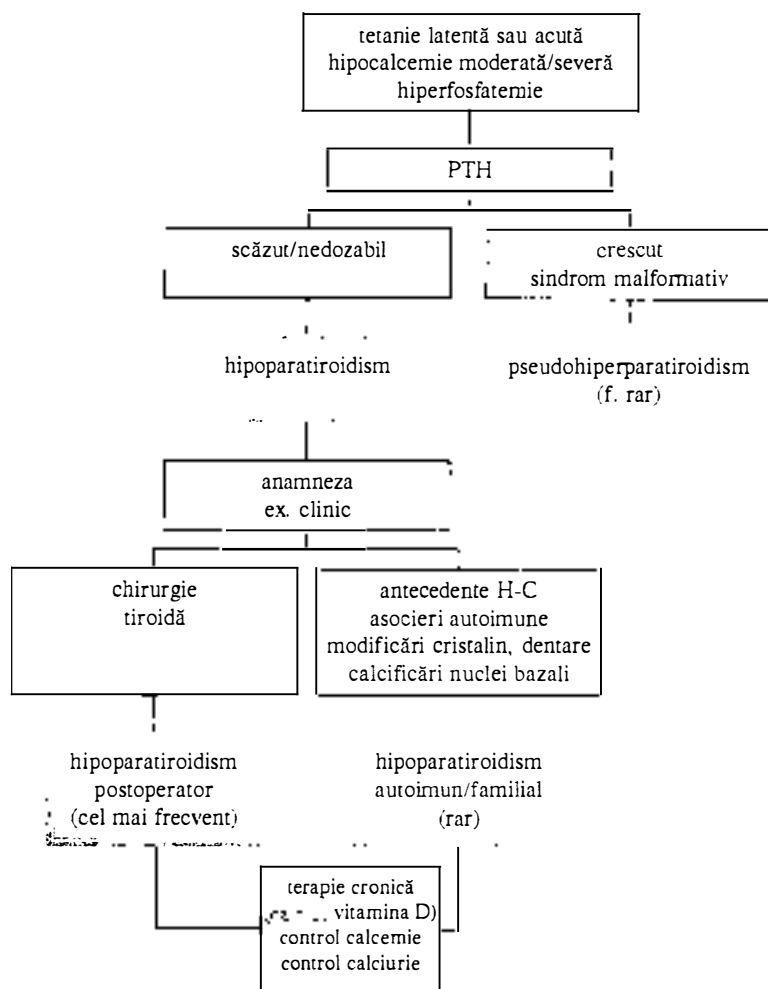 tetanie latentă sau acută
hipocalcemie moderată/severă
hiperfosfatemie
PTH
scăzut/nedozabil
crescut
sindrom malformativ
hipoparatiroidism
pseudohiperparatiroidism
(f. rar)
anamneza
ex. clinic
chirurgie
tiroidă
antecedente H-C
asocieri autoimune
modificări cristalin, dentare
calcificări nuclei bazali
hipoparatiroidism
postoperator
(cel mai frecvent)
hipoparatiroidism
autoimun/familial
(rar)
terapie cronică
vitamina D)
control calcemie
control calciurie